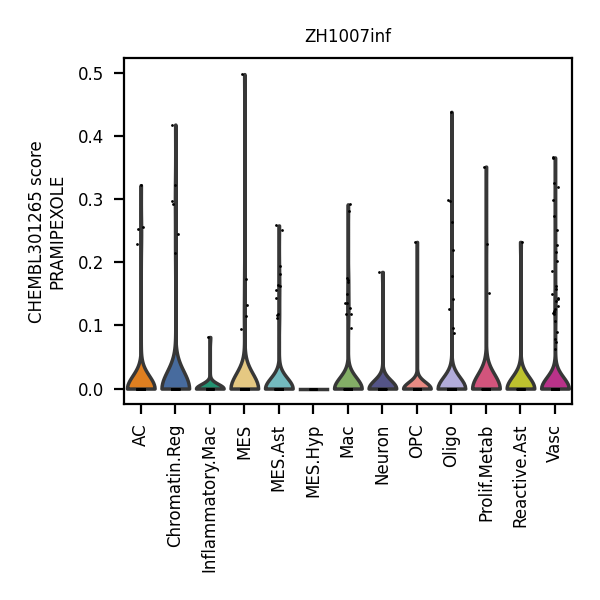 ZH1007inf
CHEMBL301265 score
PRAMIPEXOLE
0.5
0.4
0.3
0.2
0.1
0.0
AC
Chromatin.Reg
Inflammatory.Mac
MES
MES.Ast
MES.Hyp
Mac
Neuron
OPC
Oligo
Prolif.Metab
Reactive.Ast
Vasc